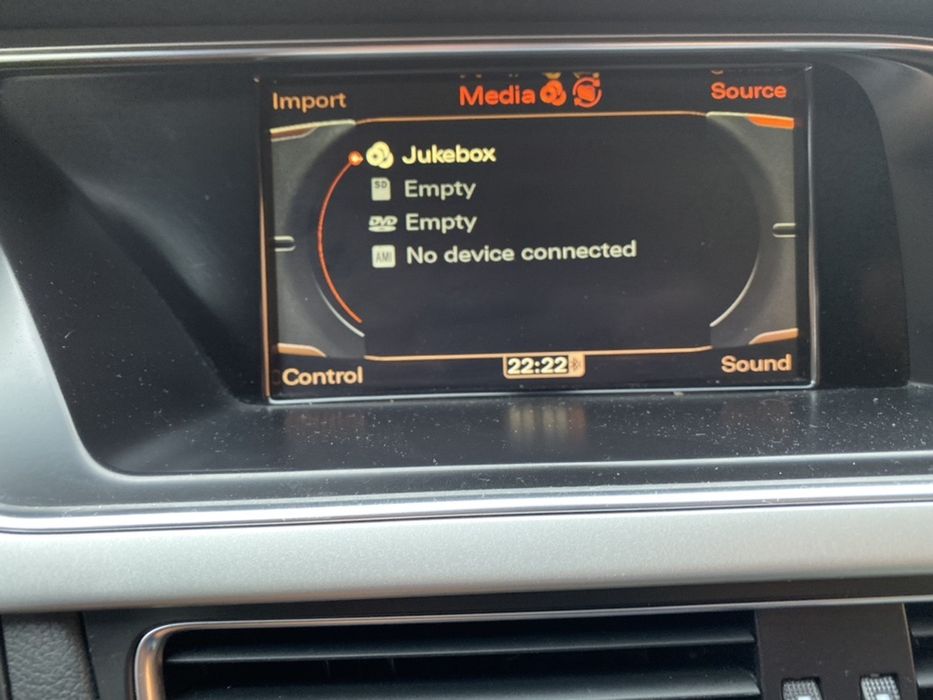 Import
Media
Source
Jukebox
SD Empty
DVD Empty
AMI No device connected
Control
22:22
Sound